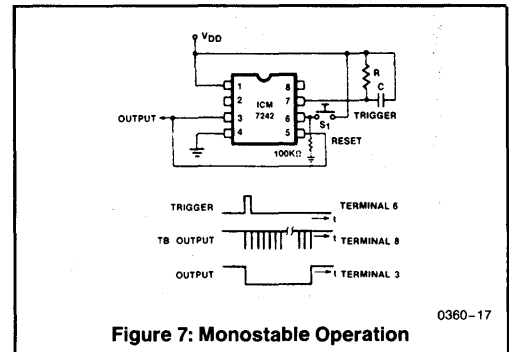 VDD
R
C
1
2
3
4
ICM
7242
8
7
6
5
S1
TRIGGER
OUTPUT
RESET
100KΩ
TRIGGER
TERMINAL 6
t
TB OUTPUT
t TERMINAL 8
OUTPUT
t TERMINAL 3
0360-17
Figure 7: Monostable Operation